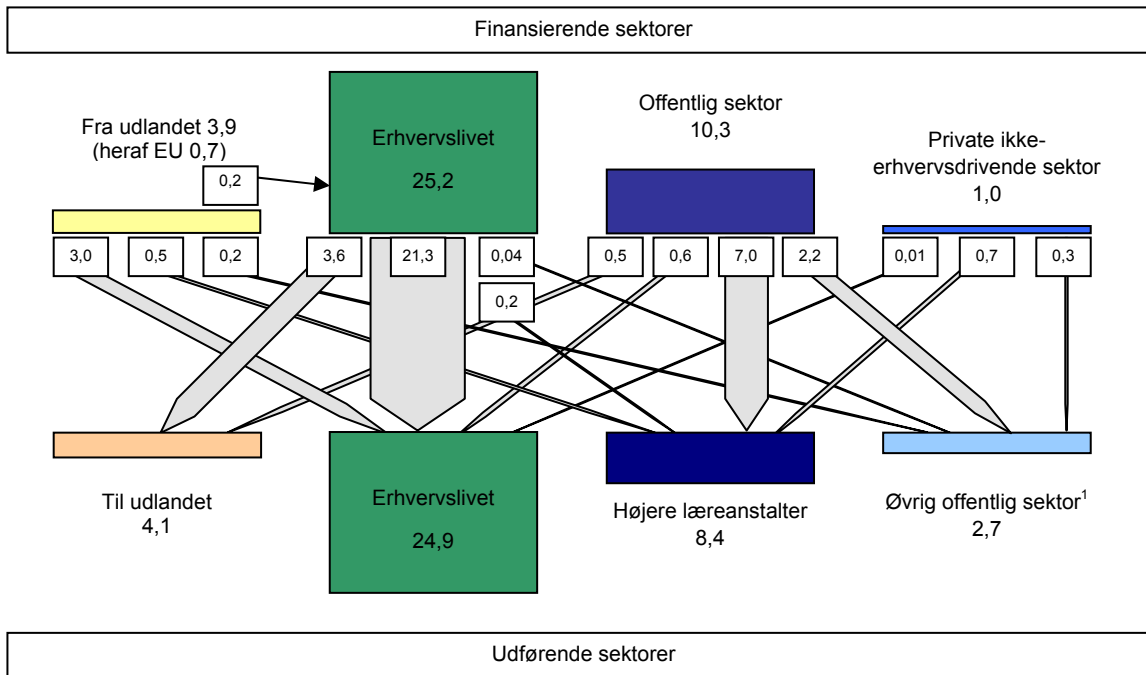 Finansierende sektorer
Fra udlandet 3,9
(heraf EU 0,7)
0,2
Erhvervslivet
25,2
Offentlig sektor
10,3
Private ikke-
erhvervsdrivende sektor
1,0
3,0
0,5
0,2
3,6
21,3
0,04
0,2
0,5
0,6
7,0
2,2
0,01
0,7
0,3
Til udlandet
4,1
Erhvervslivet
24,9
Højere læreanstalter
8,4
Øvrig offentlig sektor¹
2,7
Udførende sektorer